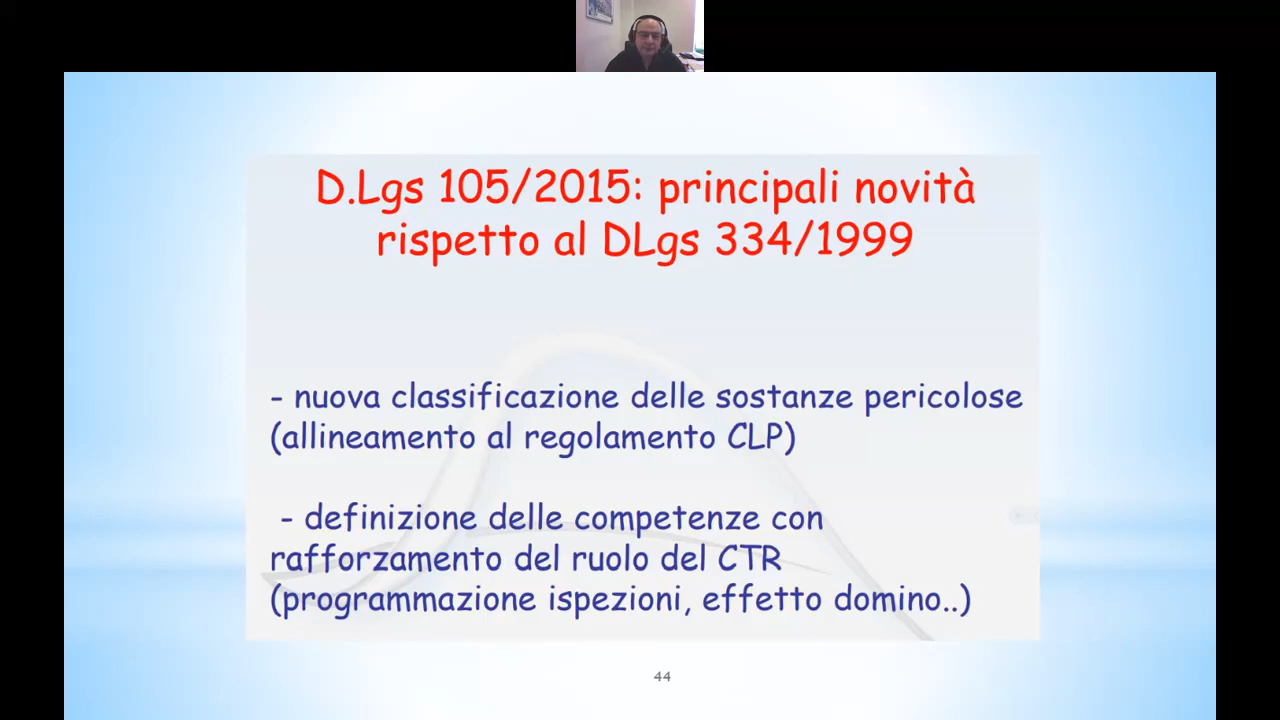 D.Lgs 105/2015: principali novità
rispetto al DLgs 334/1999
- nuova classificazione delle sostanze pericolose
(allineamento al regolamento CLP)
- definizione delle competenze con
rafforzamento del ruolo del CTR
(programmazione ispezioni, effetto domino..)
44